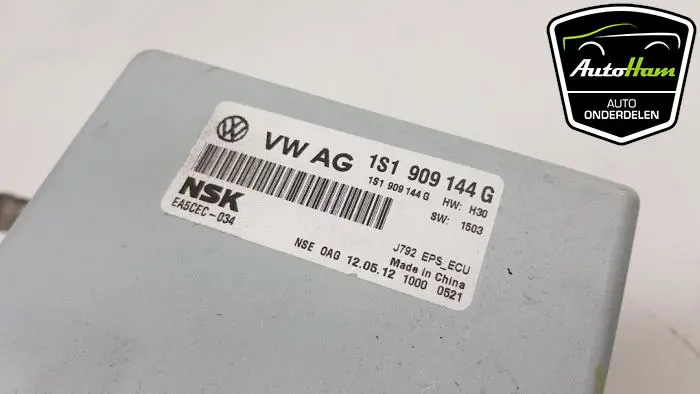 AutoHam
AUTO
ONDERDELEN
VW AG 1S1 909 144 G
1S1 909 144 G HW: H30
SW: 1503
NSK
EA5CEC-034
J792 EPS_ECU
Made in China
NSE OAG 12.05.12 1000 0521